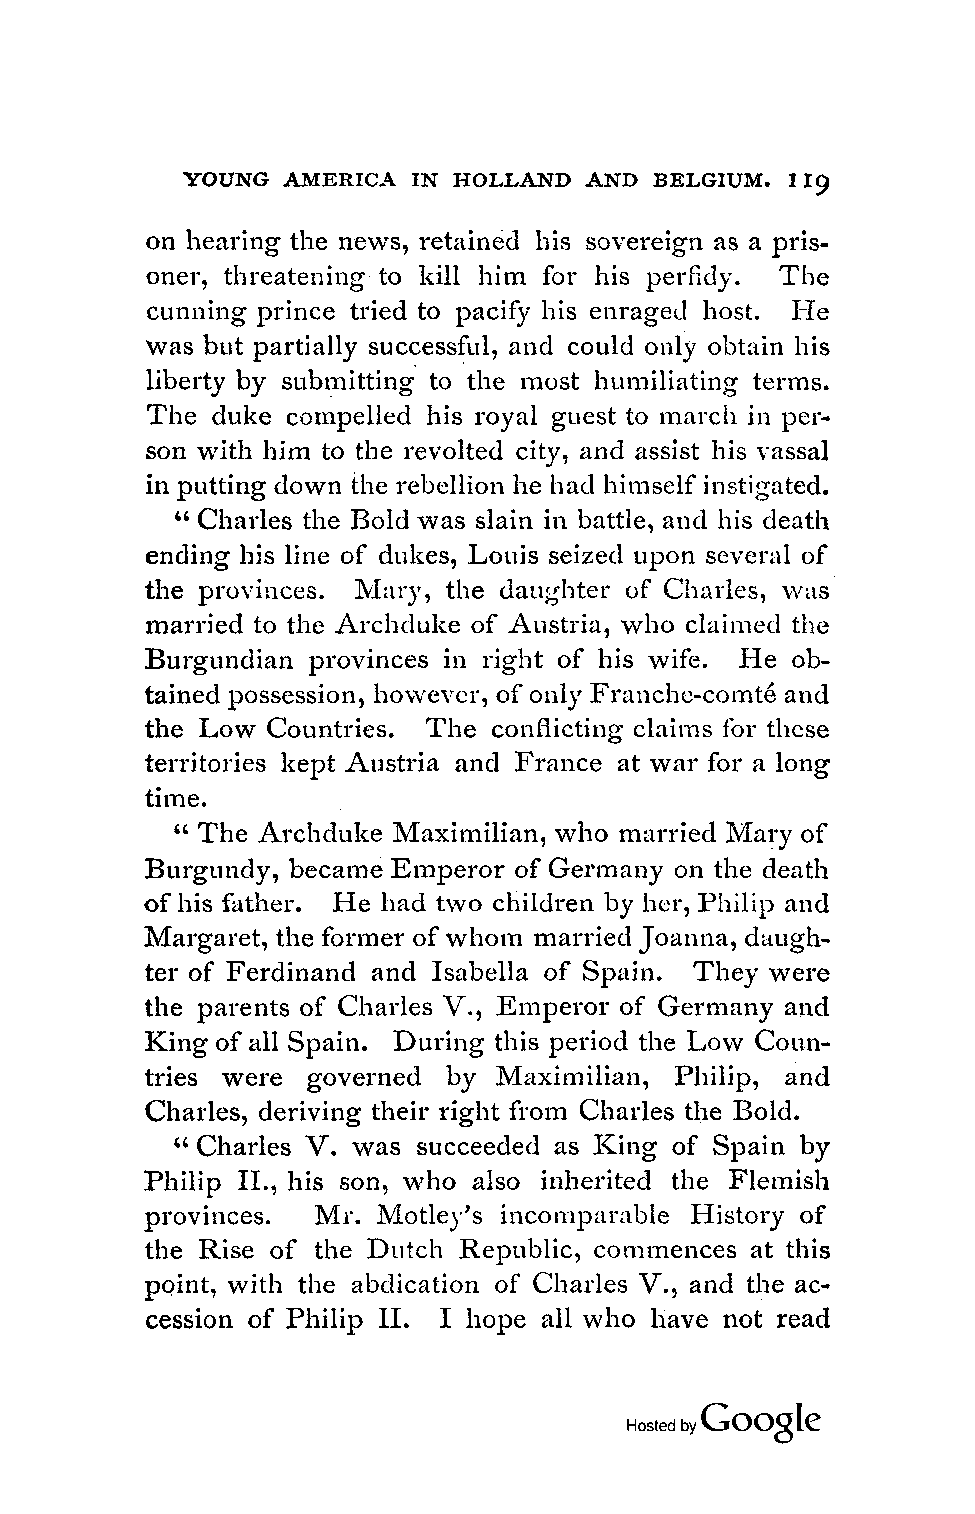 YOUNG AMERICA IN HOLLAND AND BELGIUM. 119
on hearing the news, retained his sovereign as a pris-
oner, threatening to kill him for his perfidy. The
cunning prince tried to pacify his enraged host. He
was but partially successful, and could only obtain his
liberty by submitting to the most humiliating terms.
The duke compelled his royal guest to march in per-
son with him to the revolted city, and assist his vassal
in putting down the rebellion he had himself instigated.
“ Charles the Bold was slain in battle, and his death
ending his line of dukes, Louis seized upon several of
the provinces. Mary, the daughter of Charles, was
married to the Archduke of Austria, who claimed the
Burgundian provinces in right of his wife. He ob-
tained possession, however, of only Franche-comté and
the Low Countries. The conflicting claims for these
territories kept Austria and France at war for a long
time.
“ The Archduke Maximilian, who married Mary of
Burgundy, became Emperor of Germany on the death
of his father. He had two children by her, Philip and
Margaret, the former of whom married Joanna, daugh-
ter of Ferdinand and Isabella of Spain. They were
the parents of Charles V., Emperor of Germany and
King of all Spain. During this period the Low Coun-
tries were governed by Maximilian, Philip, and
Charles, deriving their right from Charles the Bold.
“ Charles V. was succeeded as King of Spain by
Philip II., his son, who also inherited the Flemish
provinces. Mr. Motley's incomparable History of
the Rise of the Dutch Republic, commences at this
point, with the abdication of Charles V., and the ac-
cession of Philip II. I hope all who have not read
Hosted by Google